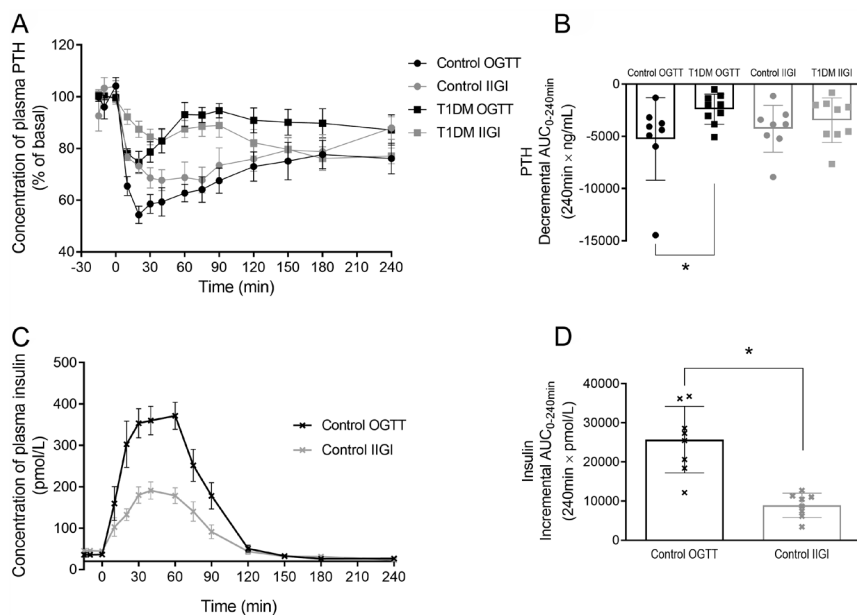 A
Concentration of plasma PTH
(% of basal)
120
100
80
60
40
-30
0
30
60
90
120
150
180
210
240
Time (min)
Control OGTT
Control IIGI
T1DM OGTT
T1DM IIGI
B
PTH
Decremental AUC0-240min
(240min × ng/mL)
Control OGTT
T1DM OGTT
Control IIGI
T1DM IIGI
0
-5000
-10000
-15000
*
C
Concentration of plasma insulin
(pmol/L)
500
400
300
200
100
0
0
30
60
90
120
150
180
240
Time (min)
Control OGTT
Control IIGI
D
Insulin
Incremental AUC0-240min
(240min × pmol/L)
*
40000
30000
20000
10000
0
Control OGTT
Control IIGI